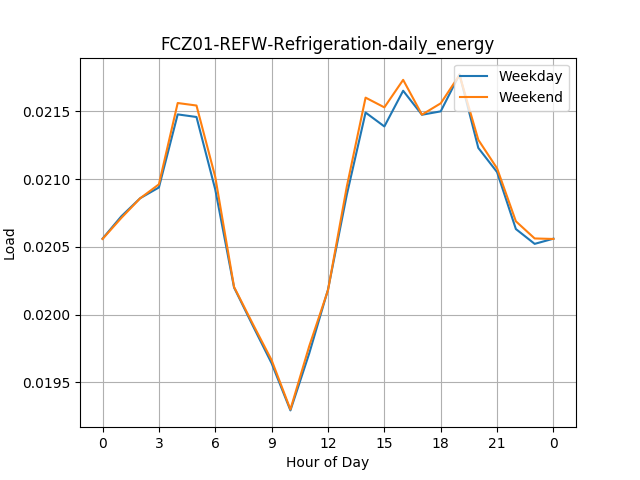 FCZ01-REFW-Refrigeration-daily_energy
Weekday
Weekend
Load
0.0215
0.0210
0.0205
0.0200
0.0195
0 3 6 9 12 15 18 21 0
Hour of Day